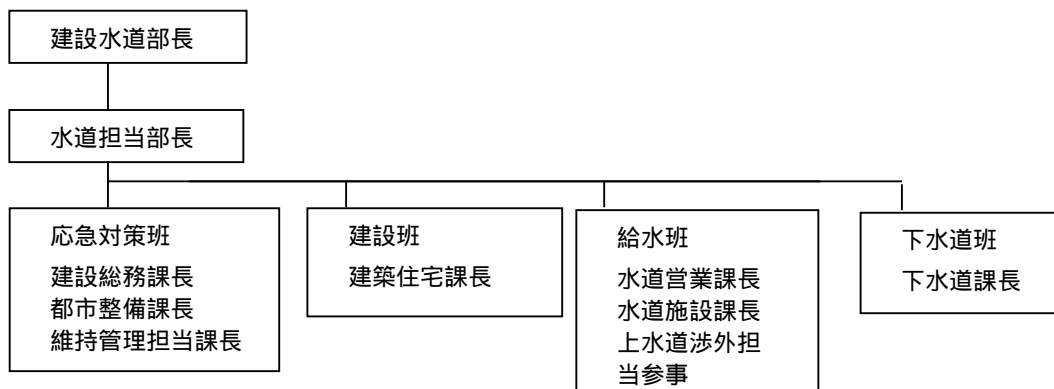 建設水道部長
水道担当部長
応急対策班
建設総務課長
都市整備課長
維持管理担当課長
建設班
建築住宅課長
給水班
水道営業課長
水道施設課長
上水道渉外担
当参事
下水道班
下水道課長